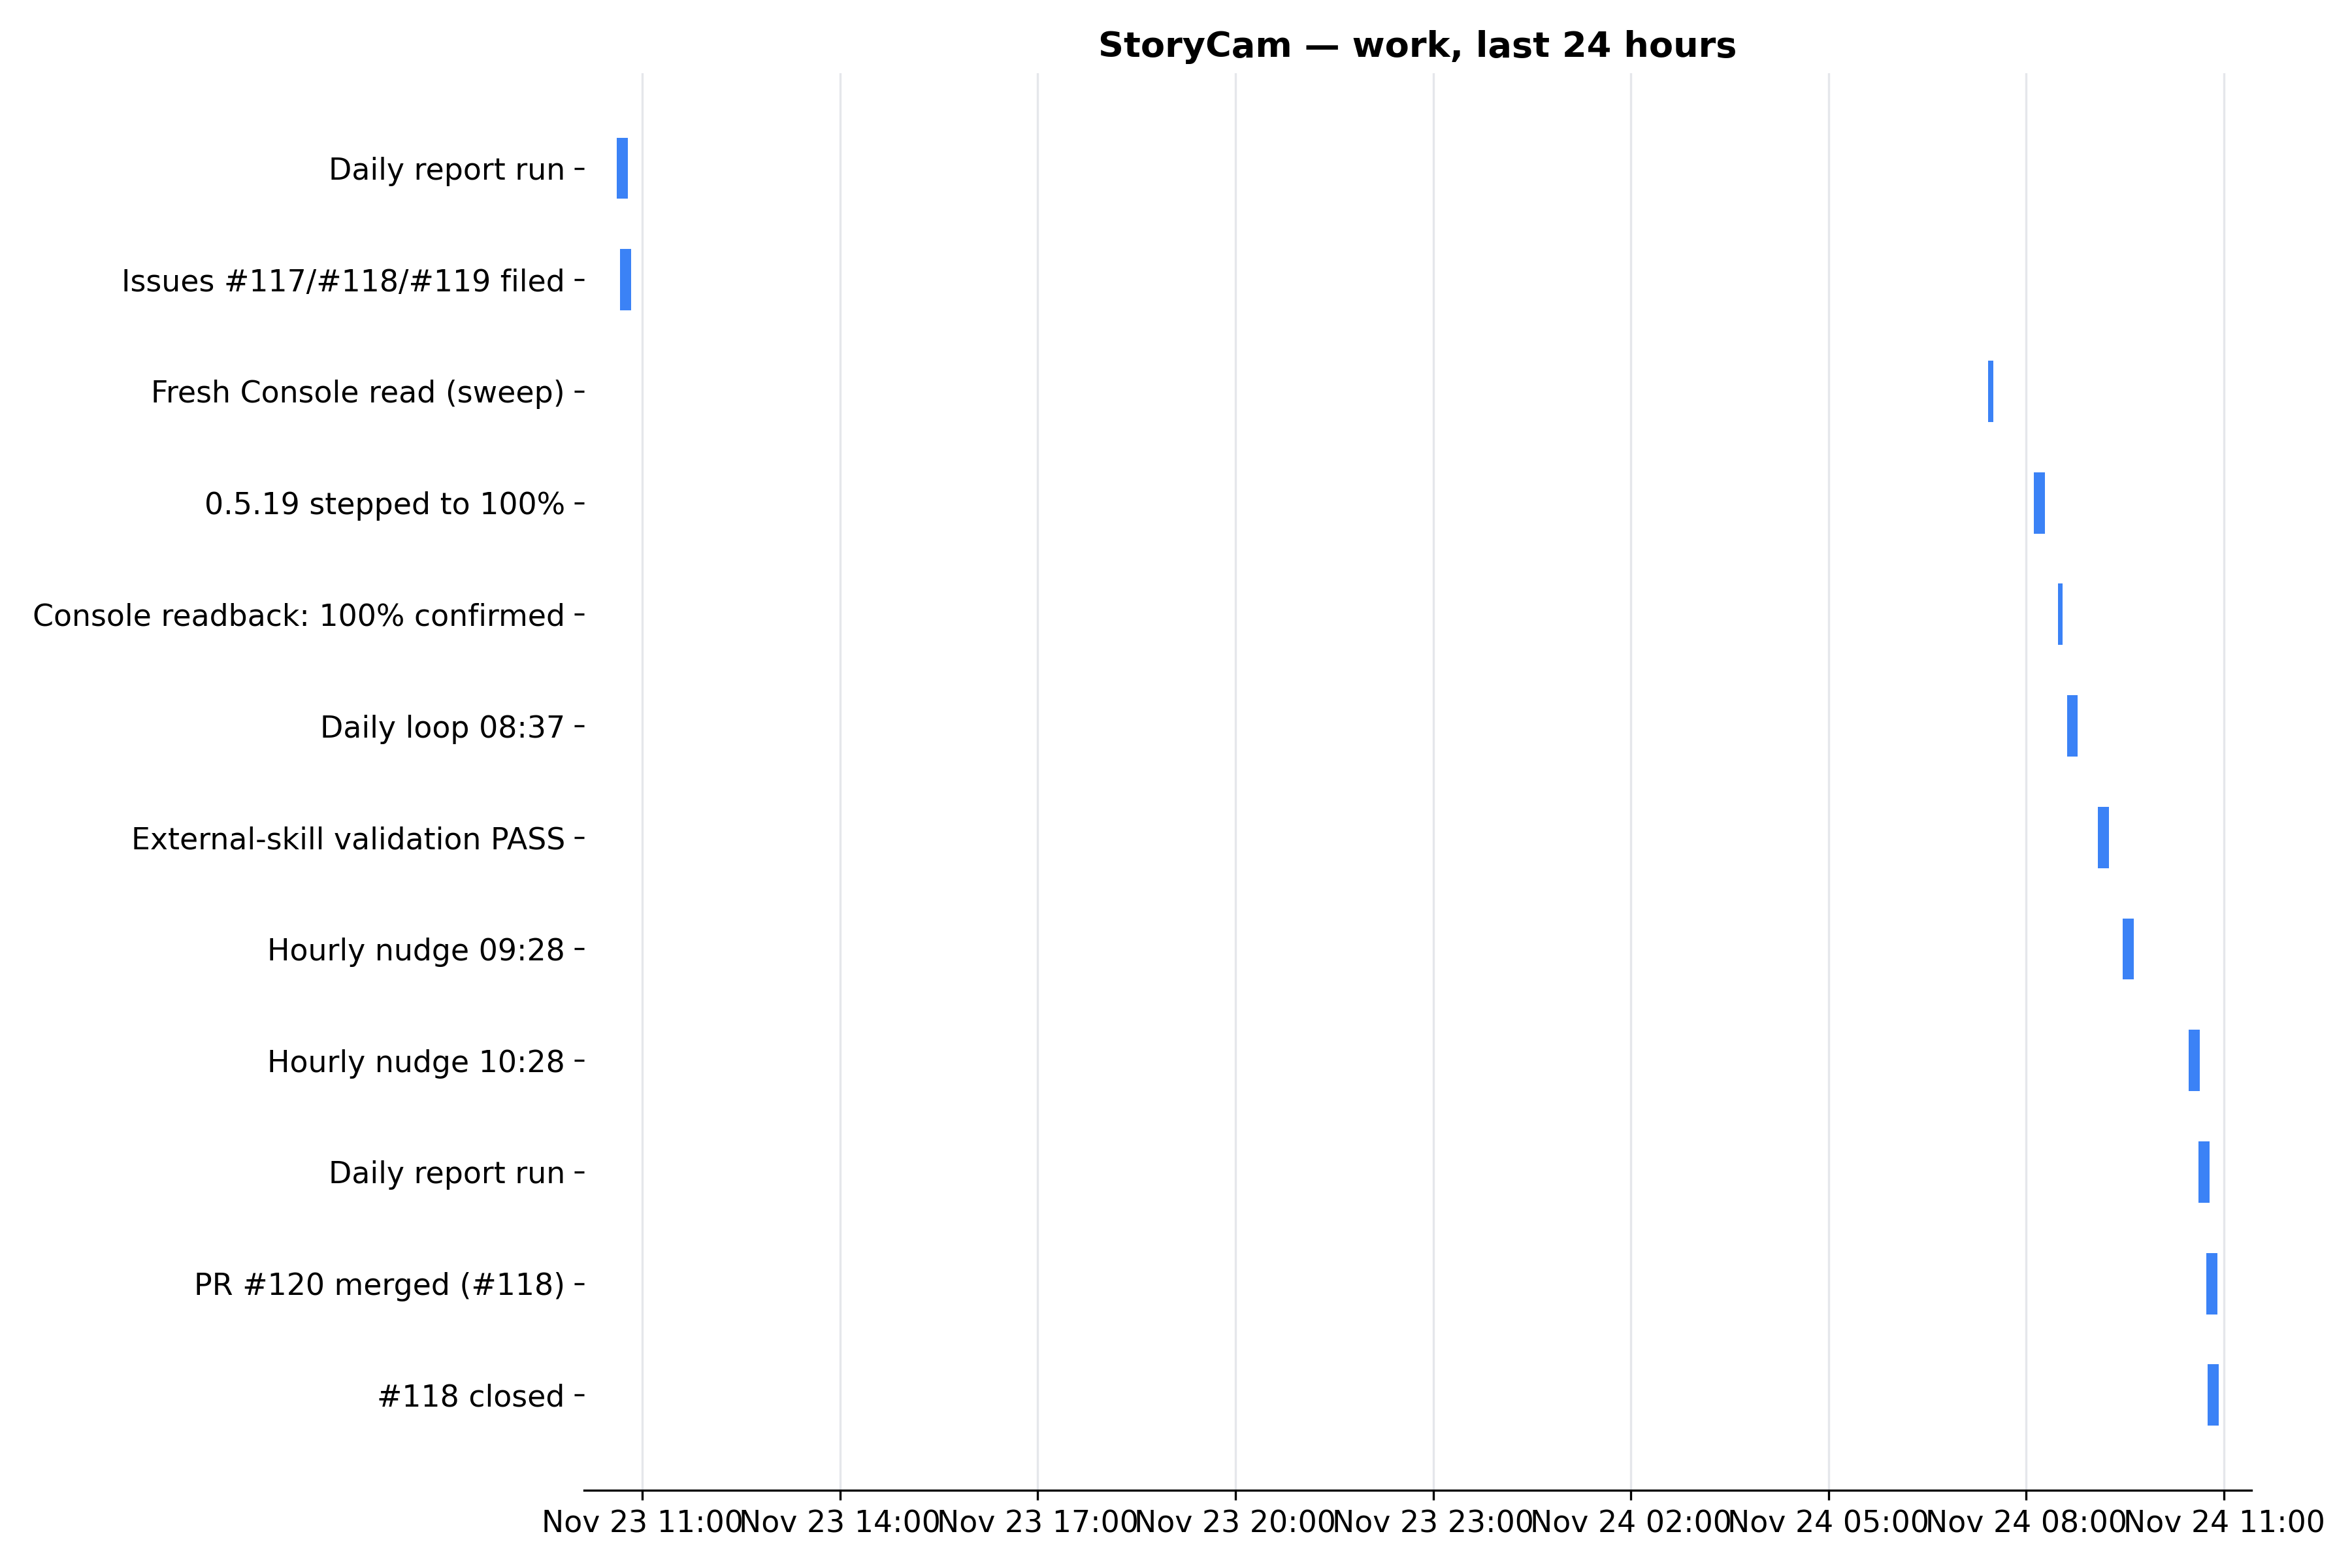 StoryCam — work, last 24 hours
Daily report run
Issues #117/#118/#119 filed
Fresh Console read (sweep)
0.5.19 stepped to 100%
Console readback: 100% confirmed
Daily loop 08:37
External-skill validation PASS
Hourly nudge 09:28
Hourly nudge 10:28
Daily report run
PR #120 merged (#118)
#118 closed
Nov 23 11:00 Nov 23 14:00 Nov 23 17:00 Nov 23 20:00 Nov 23 23:00 Nov 24 02:00 Nov 24 05:00 Nov 24 08:00 Nov 24 11:00